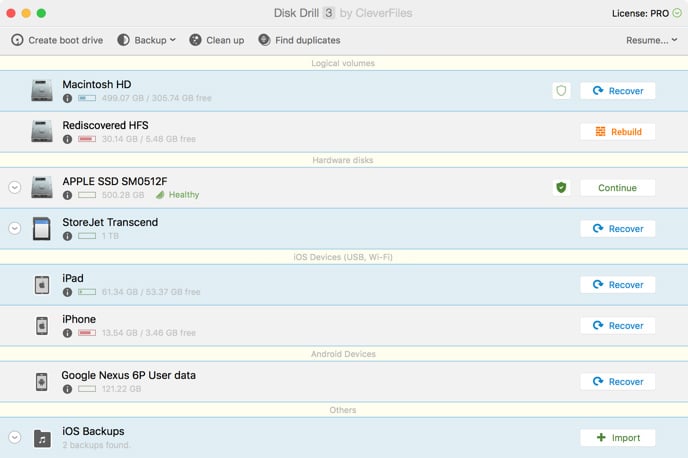 Disk Drill 3 by CleverFiles
License: PRO
Create boot drive
Backup
Clean up
Find duplicates
Resume...
Logical volumes
Macintosh HD
499.07 GB / 305.74 GB free
Recover
Rediscovered HFS
30.14 GB / 5.48 GB free
Rebuild
Hardware disks
APPLE SSD SM0512F
500.28 GB
Healthy
Continue
StoreJet Transcend
1 TB
Recover
iOS Devices (USB, Wi-Fi)
iPad
61.34 GB / 53.37 GB free
Recover
iPhone
13.54 GB / 3.46 GB free
Recover
Android Devices
Google Nexus 6P User data
121.22 GB
Recover
Others
iOS Backups
2 backups found.
Import